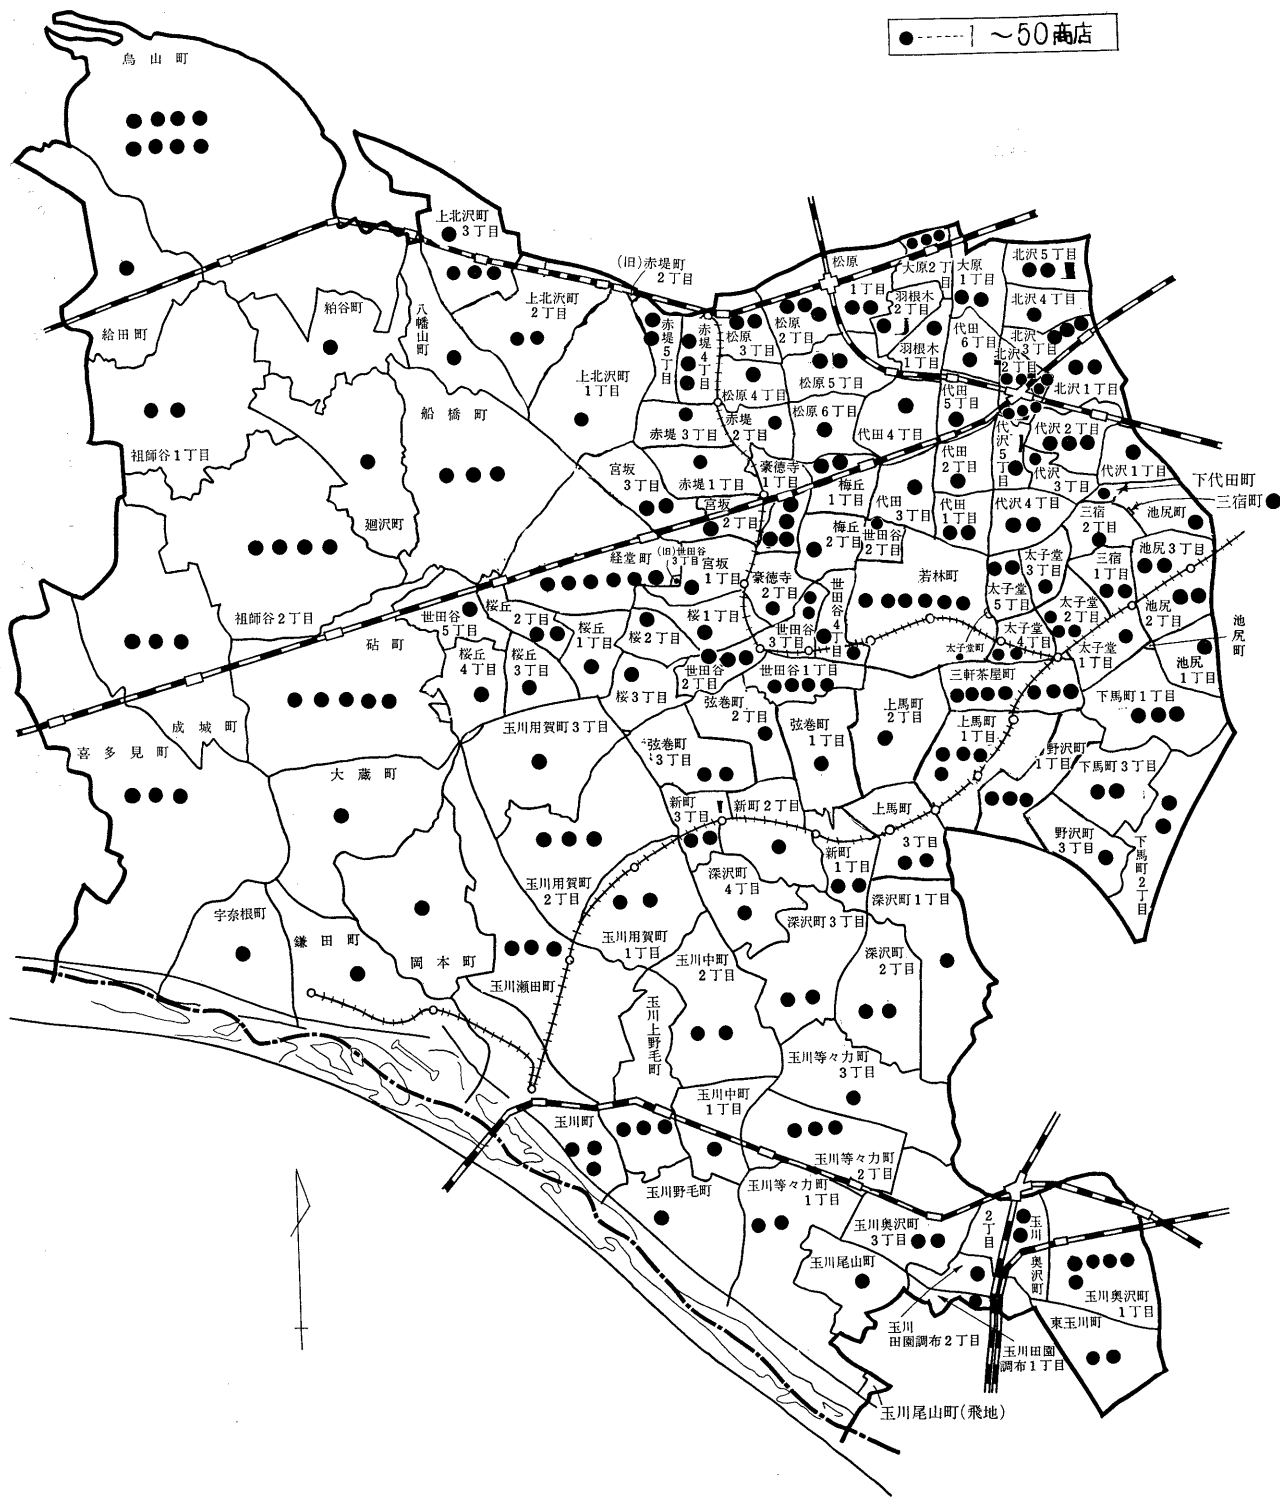 ●------1～50商店
烏山町
上北沢町
3丁目
(旧)赤堤町
2丁目
松原
1丁目
大原2丁
目
大原
1丁目
北沢5丁目
北沢4丁目
北沢
3丁目
北沢
2丁目
北沢1丁目
羽根木
2丁目
羽根木
1丁目
代田
6丁目
給田町
粕谷町
八幡山町
上北沢町
2丁目
上北沢町
1丁目
赤堤5丁目
赤堤4丁目
松原
3丁目
松原
2丁目
松原4丁目
松原5丁目
松原6丁目
代田
5丁目
代田4丁目
代沢2丁目
代沢5丁目
代沢
3丁目
代沢1丁目
下代田町
三宿町
船橋町
祖師谷1丁目
赤堤3丁目
赤堤
2丁目
赤堤1丁目
宮坂
3丁目
宮坂
2丁目
豪徳寺
1丁目
梅丘
1丁目
代田
3丁目
代田
2丁目
代田
1丁目
代沢4丁目
三宿
2丁目
池尻町
廻沢町
梅丘
2丁目
世田谷
2丁目
太子堂
3丁目
三宿
1丁目
池尻3丁目
経堂町
(旧)世田谷
3丁目
宮坂
1丁目
豪徳寺
2丁目
世田谷4丁目
若林町
太子堂
5丁目
太子堂
2丁目
池尻
2丁目
池尻町
祖師谷2丁目
世田谷
5丁目
桜丘
2丁目
桜丘
1丁目
桜2丁目
桜1丁目
世田谷
3丁目
太子堂町
太子堂
4丁目
太子堂
1丁目
池尻
1丁目
砧町
桜丘
4丁目
桜丘
3丁目
桜3丁目
世田谷
2丁目
世田谷1丁目
三軒茶屋町
下馬町1丁目
成城町
喜多見町
玉川用賀町3丁目
弦巻町
2丁目
弦巻町
1丁目
上馬町
2丁目
上馬町
1丁目
野沢町
1丁目
下馬町3丁目
弦巻町
3丁目
大蔵町
新町
3丁目
新町2丁目
上馬町
3丁目
野沢町
3丁目
下馬町2丁目
新町
1丁目
玉川用賀町
2丁目
深沢町
4丁目
深沢町1丁目
深沢町3丁目
宇奈根町
鎌田町
岡本町
玉川用賀町
1丁目
玉川中町
2丁目
深沢町
2丁目
玉川瀬田町
玉川上野毛町
玉川等々力町
3丁目
玉川中町
1丁目
玉川町
玉川等々力町
2丁目
玉川野毛町
玉川等々力町
1丁目
玉川奥沢町
3丁目
2丁目
玉川
奥沢町
玉川尾山町
玉川奥沢町
1丁目
東玉川町
玉川
田園調布2丁目
玉川田園
調布1丁目
玉川尾山町(飛地)